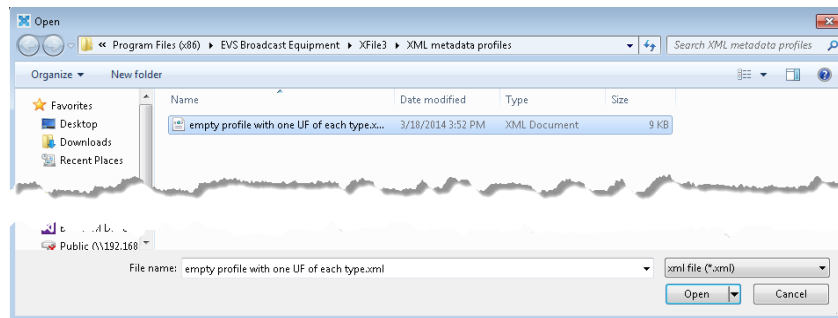 Open
« Program Files (x86) ▸ EVS Broadcast Equipment ▸ XFile3 ▸ XML metadata profiles
Search XML metadata profiles
Organize
New folder
Name Date modified Type Size
Favorites
empty profile with one UF of each type.x... 3/18/2014 3:52 PM XML Document 9 KB
Desktop
Downloads
Recent Places
Public (\\192.168
File name: empty profile with one UF of each type.xml
xml file (*.xml)
Open Cancel